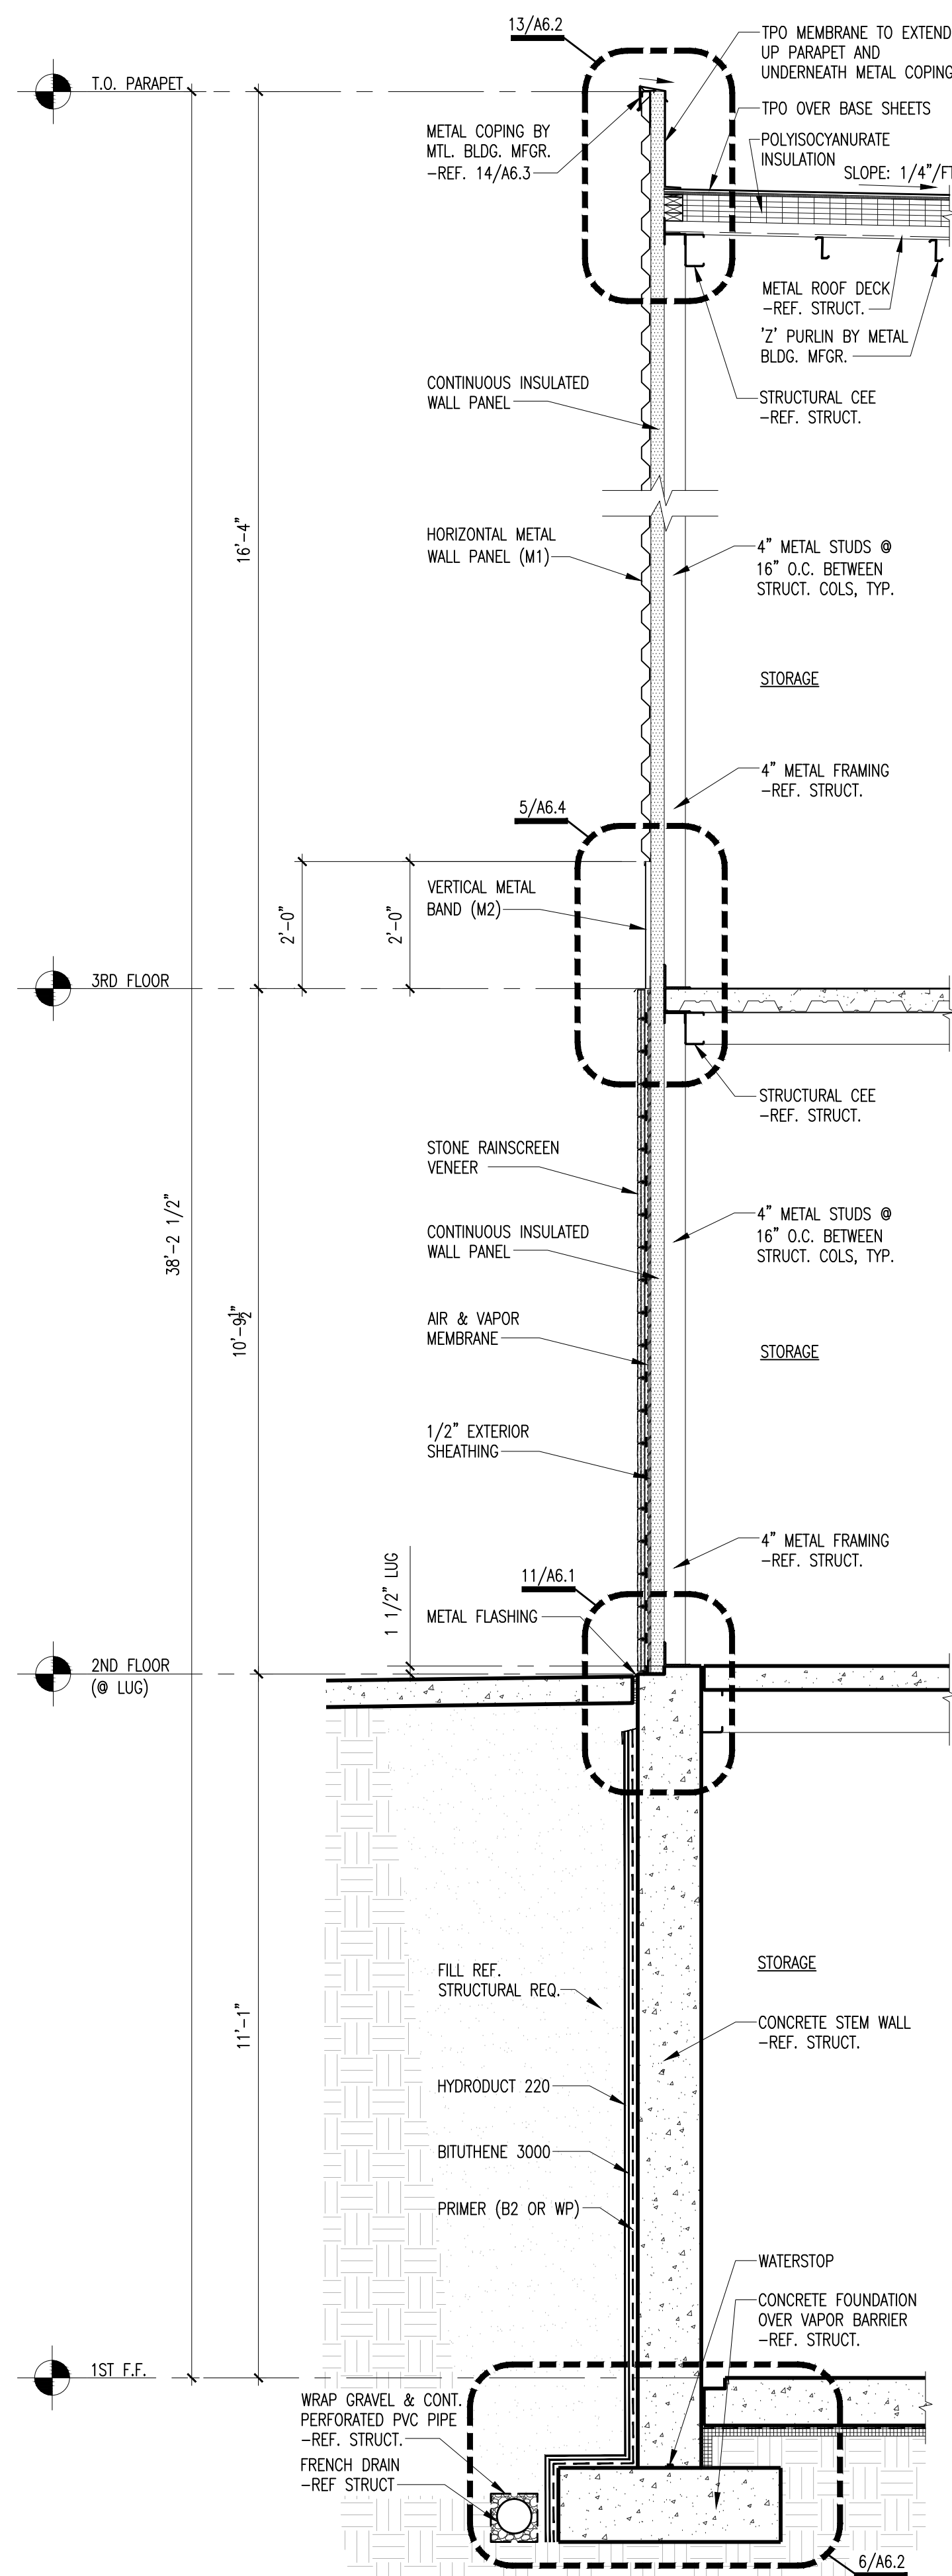 13/A6.2
TPO MEMBRANE TO EXTEND
UP PARAPET AND
UNDERNEATH METAL COPING
T.O. PARAPET
TPO OVER BASE SHEETS
METAL COPING BY
MTL. BLDG. MFGR.
-REF. 14/A6.3
POLYISOCYANURATE
INSULATION
SLOPE: 1/4"/FT
METAL ROOF DECK
-REF. STRUCT.
'Z' PURLIN BY METAL
BLDG. MFGR.
CONTINUOUS INSULATED
WALL PANEL
STRUCTURAL CEE
-REF. STRUCT.
16'-4"
HORIZONTAL METAL
WALL PANEL (M1)
4" METAL STUDS @
16" O.C. BETWEEN
STRUCT. COLS, TYP.
STORAGE
4" METAL FRAMING
-REF. STRUCT.
5/A6.4
VERTICAL METAL
BAND (M2)
2'-0"
2'-0"
3RD FLOOR
STRUCTURAL CEE
-REF. STRUCT.
STONE RAINSCREEN
VENEER
38'-2 1/2"
CONTINUOUS INSULATED
WALL PANEL
4" METAL STUDS @
16" O.C. BETWEEN
STRUCT. COLS, TYP.
10'-9 1/2"
AIR & VAPOR
MEMBRANE
STORAGE
1/2" EXTERIOR
SHEATHING
4" METAL FRAMING
-REF. STRUCT.
11/A6.1
1 1/2" LUG
METAL FLASHING
2ND FLOOR
(@ LUG)
STORAGE
FILL REF.
STRUCTURAL REQ.
11'-1"
CONCRETE STEM WALL
-REF. STRUCT.
HYDRODUCT 220
BITUTHENE 3000
PRIMER (B2 OR WP)
WATERSTOP
CONCRETE FOUNDATION
OVER VAPOR BARRIER
-REF. STRUCT.
1ST F.F.
WRAP GRAVEL & CONT.
PERFORATED PVC PIPE
-REF. STRUCT.
FRENCH DRAIN
-REF STRUCT
6/A6.2